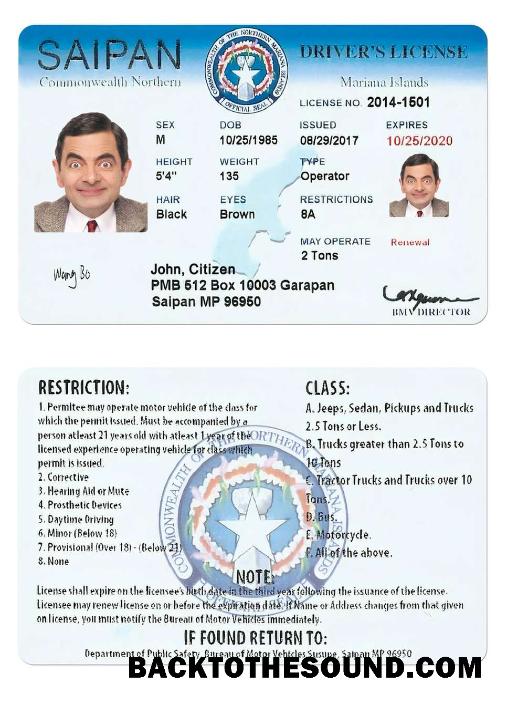 SAIPAN
DRIVER'S LICENSE
Commonwealth Northern
Mariana Islands
COMMONWEALTH OF THE NORTHERN MARIANA ISLANDS
OFFICIAL SEAL
LICENSE NO. 2014-1501
SEX DOB ISSUED EXPIRES
M 10/25/1985 08/29/2017 10/25/2020
HEIGHT WEIGHT TYPE
5'4" 135 Operator
HAIR EYES RESTRICTIONS
Black Brown 8A
MAY OPERATE Renewal
2 Tons
Wang Bo
John, Citizen
PMB 512 Box 10003 Garapan
Saipan MP 96950
BMV DIRECTOR
RESTRICTION:
1. Permitee may operate motor vehicle of the class for
which the permit issued. Must be accompanied by a
person atleast 21 years old with atleast 1 year of the
licensed experience operating vehicle for class which
permit is issued.
2. Corrective
3. Hearing Aid or Mute
4. Prosthetic Devices
5. Daytime Driving
6. Minor (Below 18)
7. Provisional (Over 18) - (Below 21)
8. None
CLASS:
A. Jeeps, Sedan, Pickups and Trucks
2.5 Tons or Less.
B. Trucks greater than 2.5 Tons to
10 Tons
C. Tractor Trucks and Trucks over 10
Tons.
D. Bus.
E. Motorcycle.
F. All of the above.
COMMONWEALTH OF THE NORTHERN MARIANA ISLANDS
NOTE:
License shall expire on the licensee's birth date in the third year following the issuance of the license.
Licensee may renew license on or before the expiration date. If Name or Address changes from that given
on license, you must notify the Bureau of Motor Vehicles immediately.
IF FOUND RETURN TO:
Department of Public Safety, Bureau of Motor Vehicles Susupe, Saipan MP 96950
BACKTOTHESOUND.COM